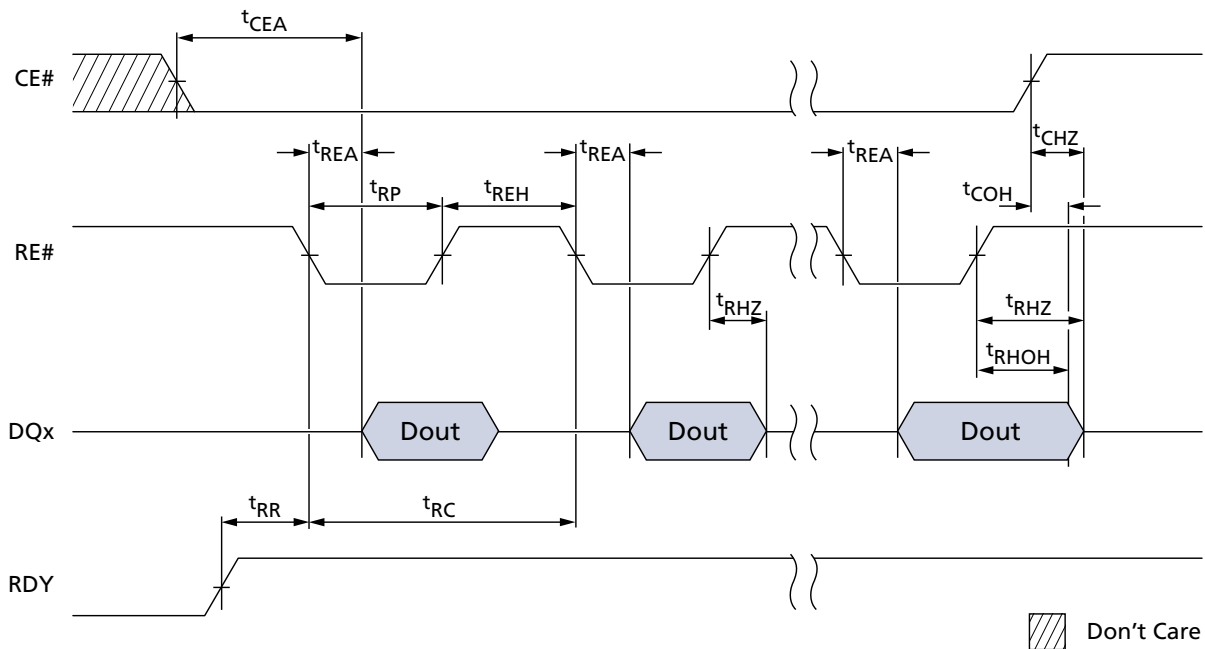 tCEA
CE#
tCHZ
tREA
tREA
tREA
tCOH
tRP
tREH
RE#
tRHZ
tRHZ
tRHOH
DQx
Dout
Dout
Dout
tRR
tRC
RDY
Don't Care